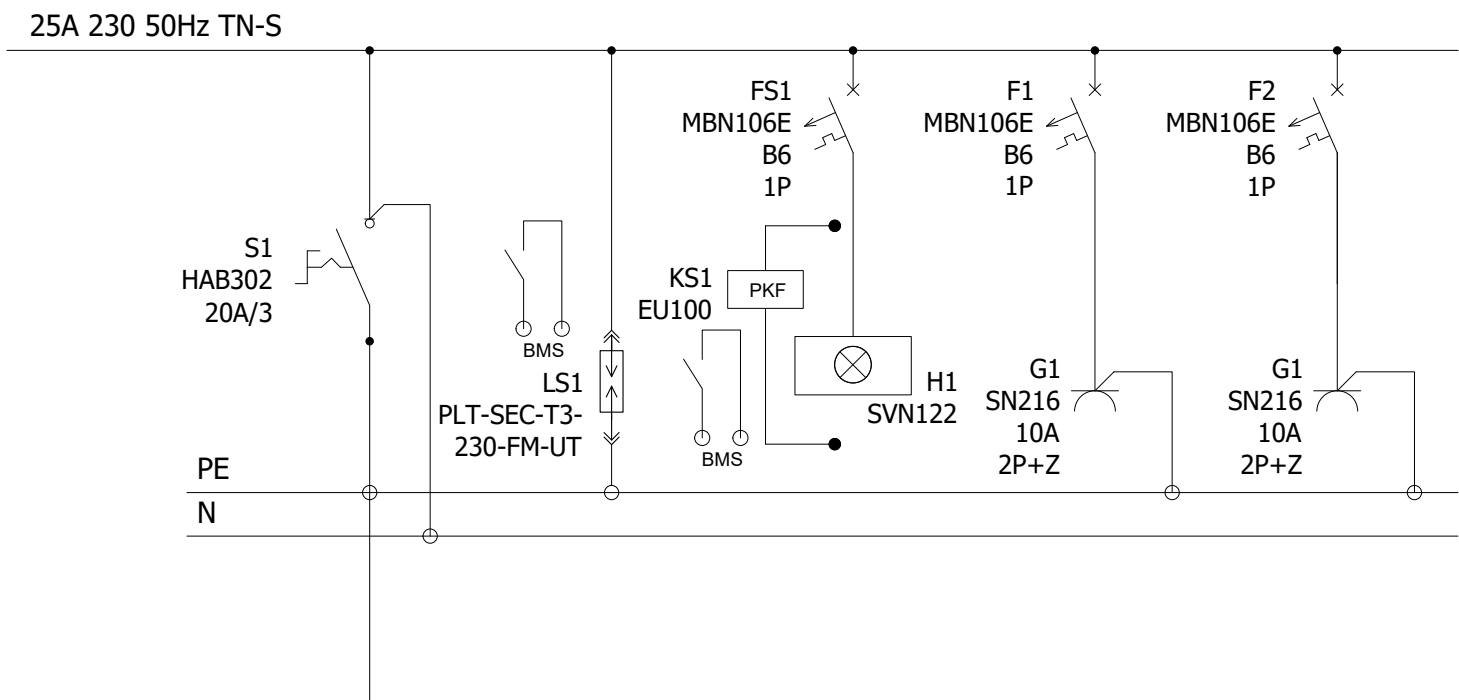 25A 230 50Hz TN-S
S1
HAB302
20A/3
BMS
LS1
PLT-SEC-T3-
230-FM-UT
FS1
MBN106E
B6
1P
KS1
EU100
PKF
BMS
H1
SVN122
F1
MBN106E
B6
1P
G1
SN216
10A
2P+Z
F2
MBN106E
B6
1P
G1
SN216
10A
2P+Z
PE
N